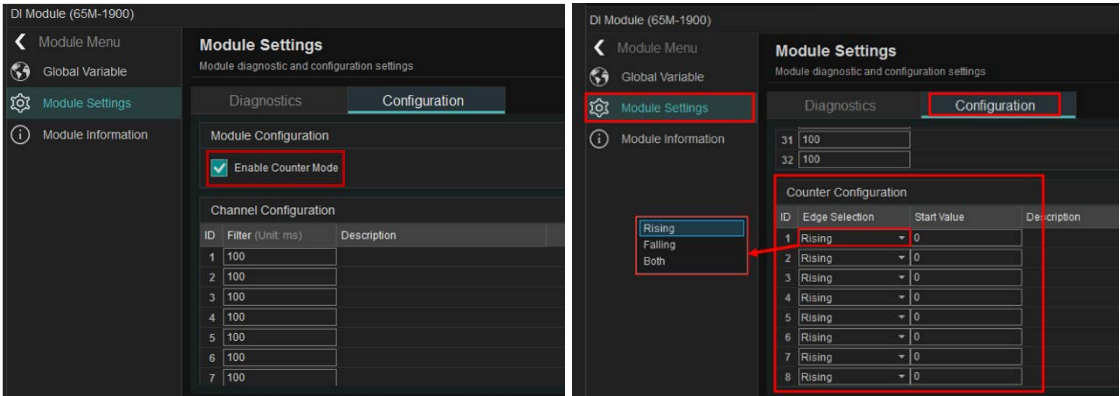 DI Module (65M-1900)
Module Menu
Global Variable
Module Settings
Module Information
Module Settings
Module diagnostic and configuration settings
Diagnostics Configuration
Module Configuration
Enable Counter Mode
Channel Configuration
ID Filter (Unit: ms) Description
1 100
2 100
3 100
4 100
5 100
6 100
7 100
DI Module (65M-1900)
Module Menu
Global Variable
Module Settings
Module Information
Module Settings
Module diagnostic and configuration settings
Diagnostics Configuration
31 100
32 100
Counter Configuration
ID Edge Selection Start Value Description
1 Rising 0
2 Rising 0
3 Rising 0
4 Rising 0
5 Rising 0
6 Rising 0
7 Rising 0
8 Rising 0
Rising
Falling
Both